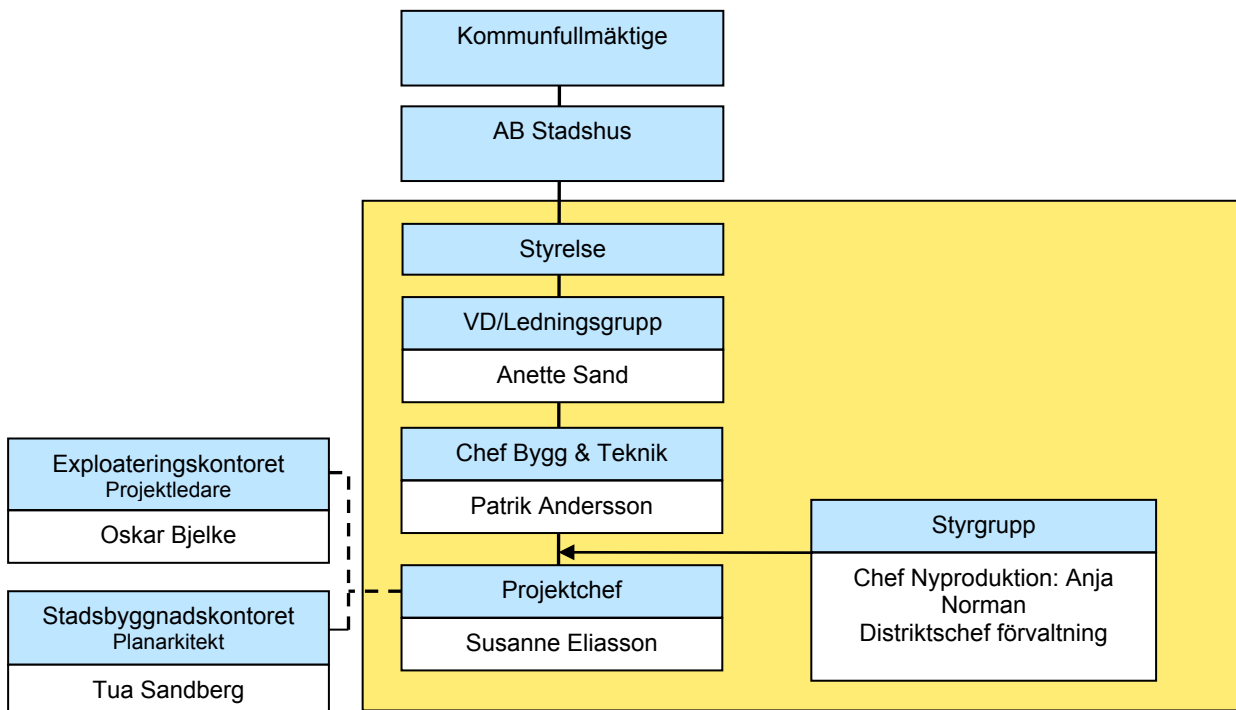 Kommunfullmäktige
AB Stadshus
Styrelse
VD/Ledningsgrupp
Anette Sand
Chef Bygg & Teknik
Patrik Andersson
Exploateringskontoret
Projektledare
Oskar Bjelke
Styrgrupp
Chef Nyproduktion: Anja
Norman
Distriktschef förvaltning
Projektchef
Susanne Eliasson
Stadsbyggnadskontoret
Planarkitekt
Tua Sandberg